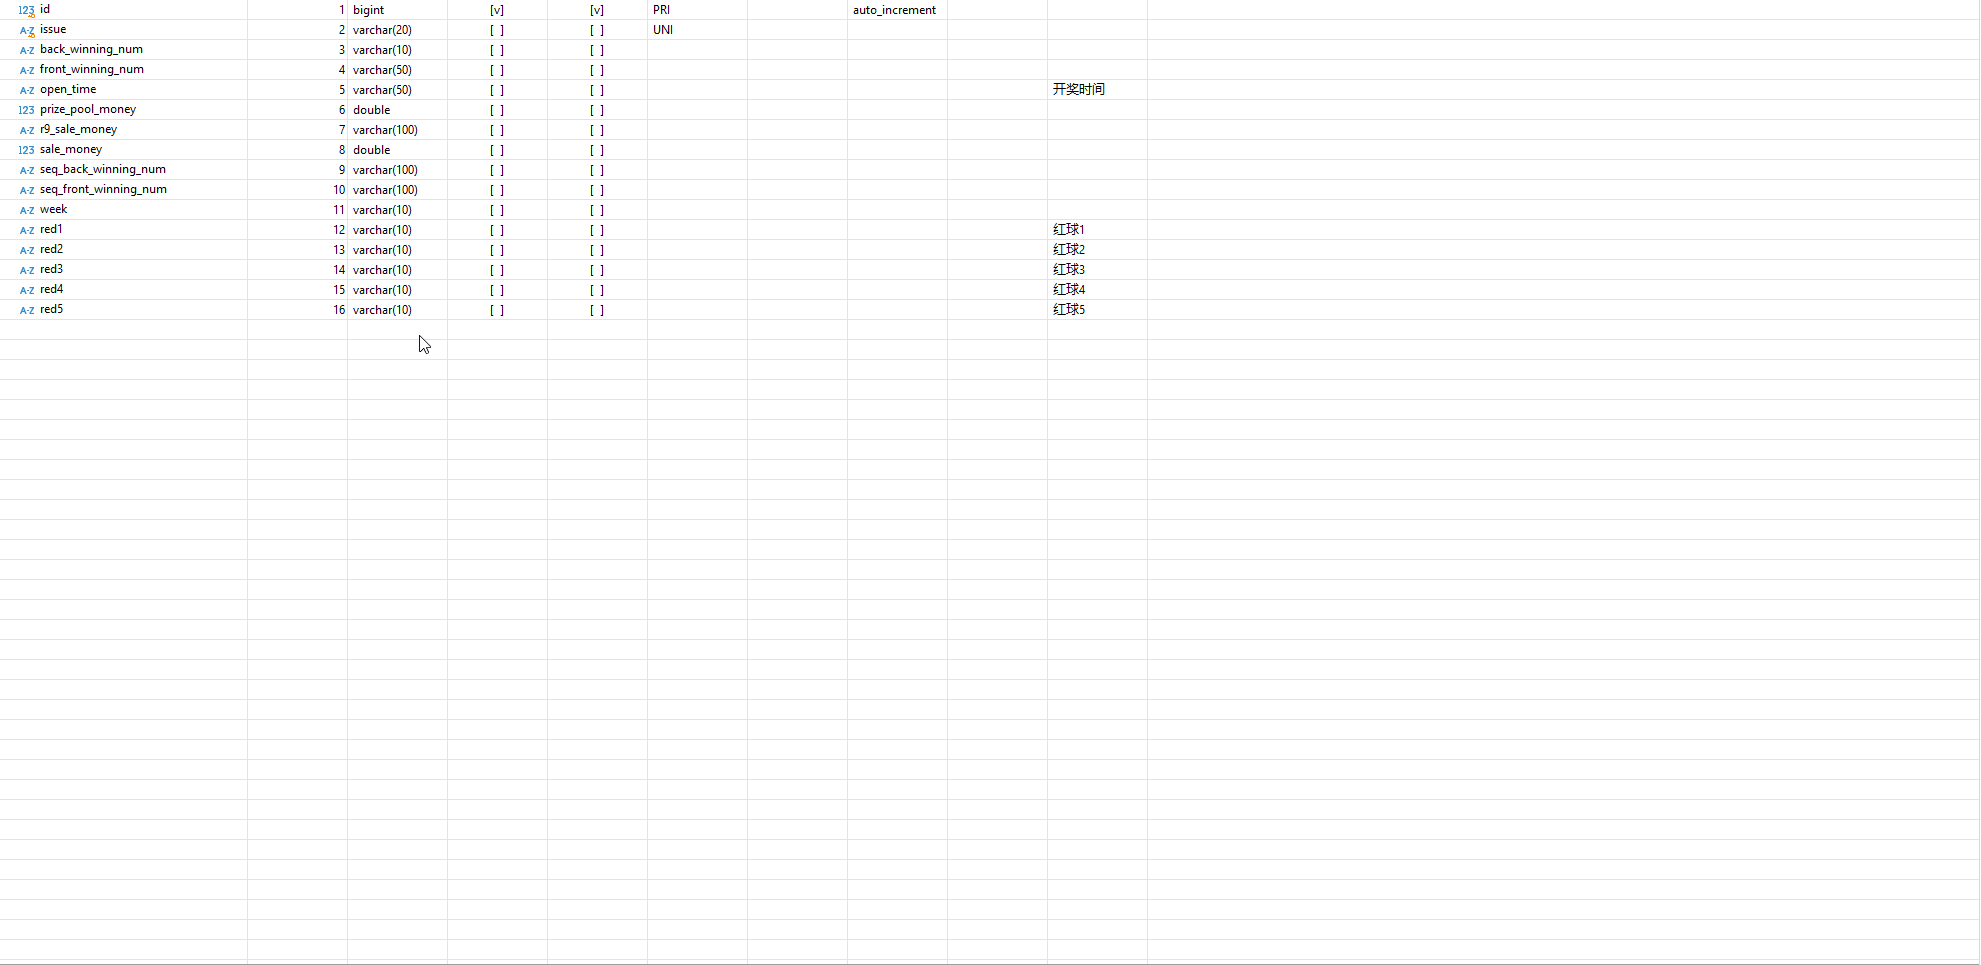 123 id 1 bigint [v] [v] PRI auto_increment
A-Z issue 2 varchar(20) [ ] [ ] UNI
A-Z back_winning_num 3 varchar(10) [ ] [ ]
A-Z front_winning_num 4 varchar(50) [ ] [ ]
A-Z open_time 5 varchar(50) [ ] [ ] 开奖时间
123 prize_pool_money 6 double [ ] [ ]
A-Z r9_sale_money 7 varchar(100) [ ] [ ]
123 sale_money 8 double [ ] [ ]
A-Z seq_back_winning_num 9 varchar(100) [ ] [ ]
A-Z seq_front_winning_num 10 varchar(100) [ ] [ ]
A-Z week 11 varchar(10) [ ] [ ]
A-Z red1 12 varchar(10) [ ] [ ] 红球1
A-Z red2 13 varchar(10) [ ] [ ] 红球2
A-Z red3 14 varchar(10) [ ] [ ] 红球3
A-Z red4 15 varchar(10) [ ] [ ] 红球4
A-Z red5 16 varchar(10) [ ] [ ] 红球5